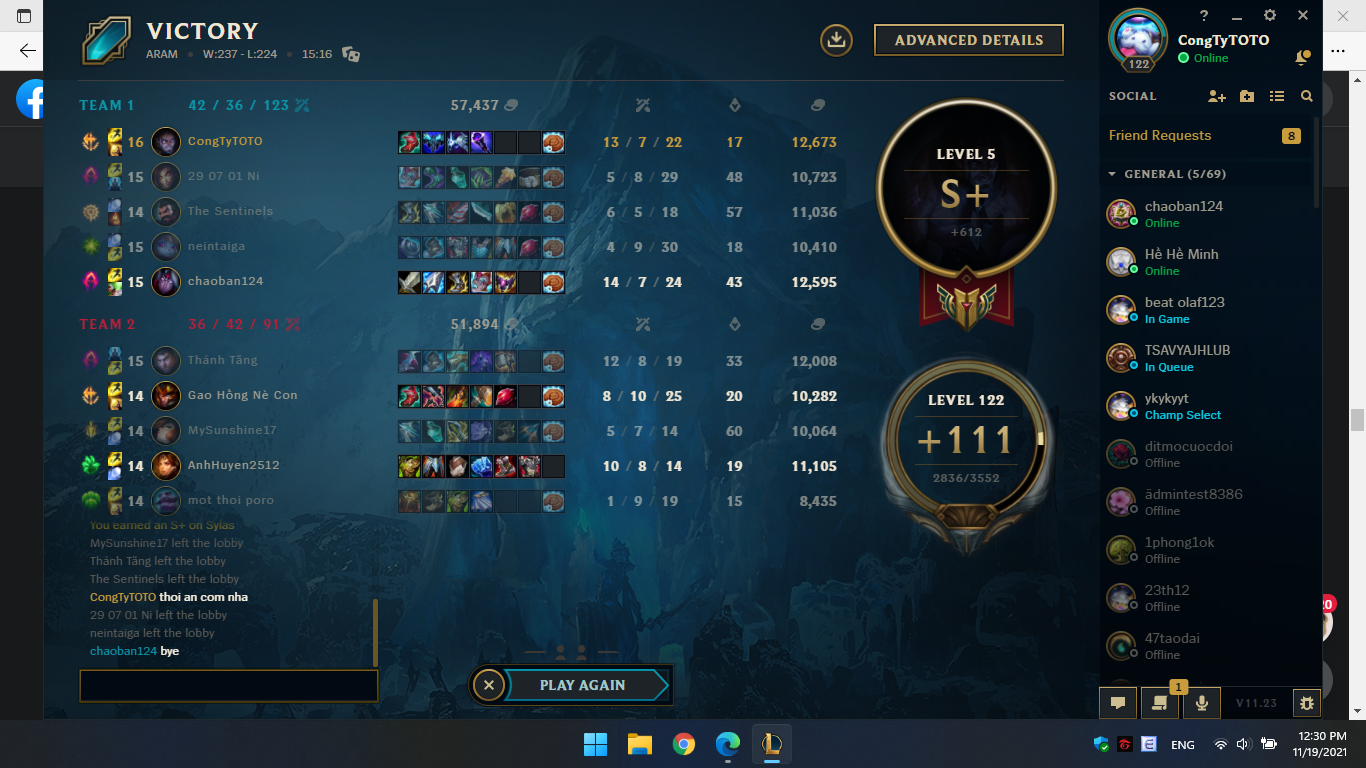 VICTORY
ARAM • W:237 - L:224 • 15:16
ADVANCED DETAILS
TEAM 1 42 / 36 / 123 57,437
16 CongTyTOTO 13 / 7 / 22 17 12,673
15 29 07 01 Ni 5 / 8 / 29 48 10,723
14 The Sentinels 6 / 5 / 18 57 11,036
15 neintaiga 4 / 9 / 30 18 10,410
15 chaoban124 14 / 7 / 24 43 12,595
TEAM 2 36 / 42 / 91 51,894
15 Thánh Tăng 12 / 8 / 19 33 12,008
14 Gao Hồng Nè Con 8 / 10 / 25 20 10,282
14 MySunshine17 5 / 7 / 14 60 10,064
14 AnhHuyen2512 10 / 8 / 14 19 11,105
14 mot thoi poro 1 / 9 / 19 15 8,435
LEVEL 5
S+
+612
LEVEL 122
+111
2836/3552
You earned an S+ on Sylas
MySunshine17 left the lobby
Thánh Tăng left the lobby
The Sentinels left the lobby
CongTyTOTO thoi an com nha
29 07 01 Ni left the lobby
neintaiga left the lobby
chaoban124 bye
PLAY AGAIN
122
CongTyTOTO
Online
SOCIAL
Friend Requests 8
GENERAL (5/69)
chaoban124
Online
Hề Hề Minh
Online
beat olaf123
In Game
TSAVYAJHLUB
In Queue
ykykyyt
Champ Select
ditmocuocdoi
Offline
ädmintest8386
Offline
1phong1ok
Offline
23th12
Offline
47taodai
Offline
1
V11.23
20
ENG
12:30 PM
11/19/2021